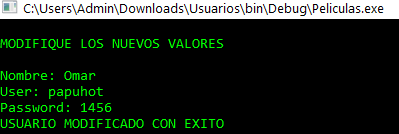 C:\Users\Admin\Downloads\Usuarios\bin\Debug\Peliculas.exe
MODIFIQUE LOS NUEVOS VALORES
Nombre: Omar
User: papuhot
Password: 1456
USUARIO MODIFICADO CON EXITO